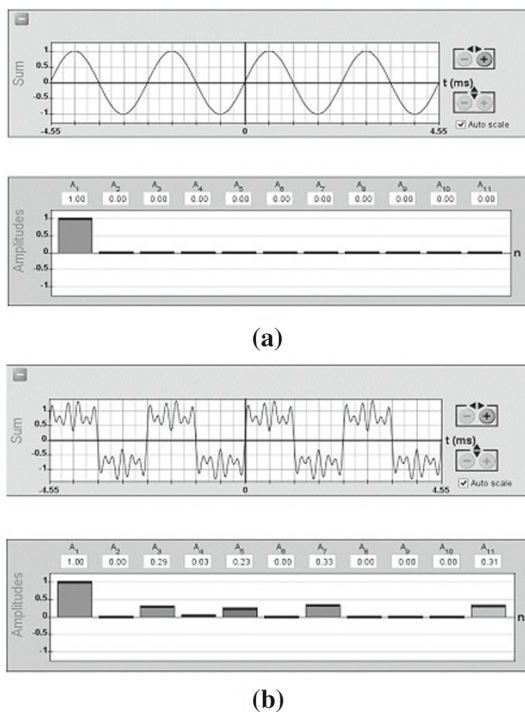 Sum
1
0.5
0
-0.5
-1
-4.55
0
4.55
t (ms)
Auto scale
A1 A2 A3 A4 A5 A6 A7 A8 A9 A10 A11
1.00 0.00 0.00 0.00 0.00 0.00 0.00 0.00 0.00 0.00 0.00
Amplitudes
1
0.5
0
-0.5
-1
n
(a)
Sum
1
0.5
0
-0.5
-1
-4.55
0
4.55
t (ms)
Auto scale
A1 A2 A3 A4 A5 A6 A7 A8 A9 A10 A11
1.00 0.00 0.29 0.03 0.23 0.00 0.33 0.00 0.00 0.00 0.31
Amplitudes
1
0.5
0
-0.5
-1
n
(b)